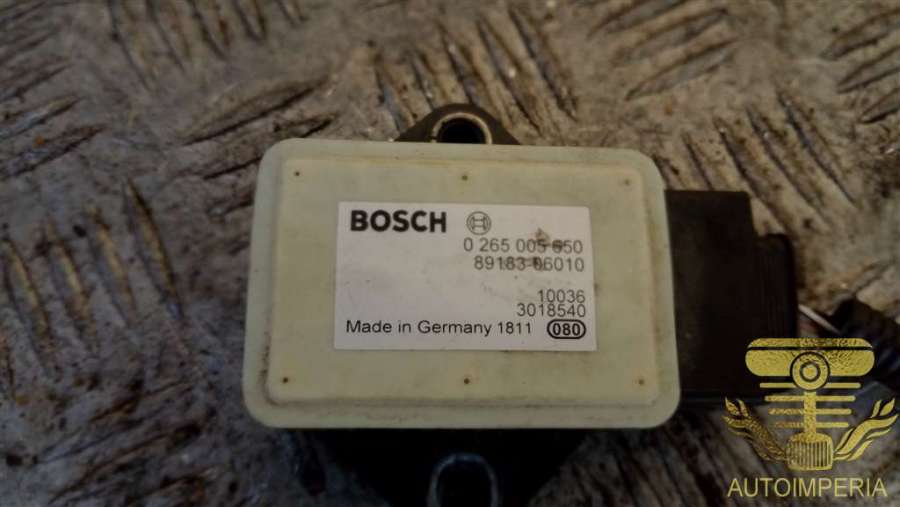 BOSCH
0 265 005 650
89183-06010
10036
3018540
Made in Germany 1811 080
AUTOIMPERIA